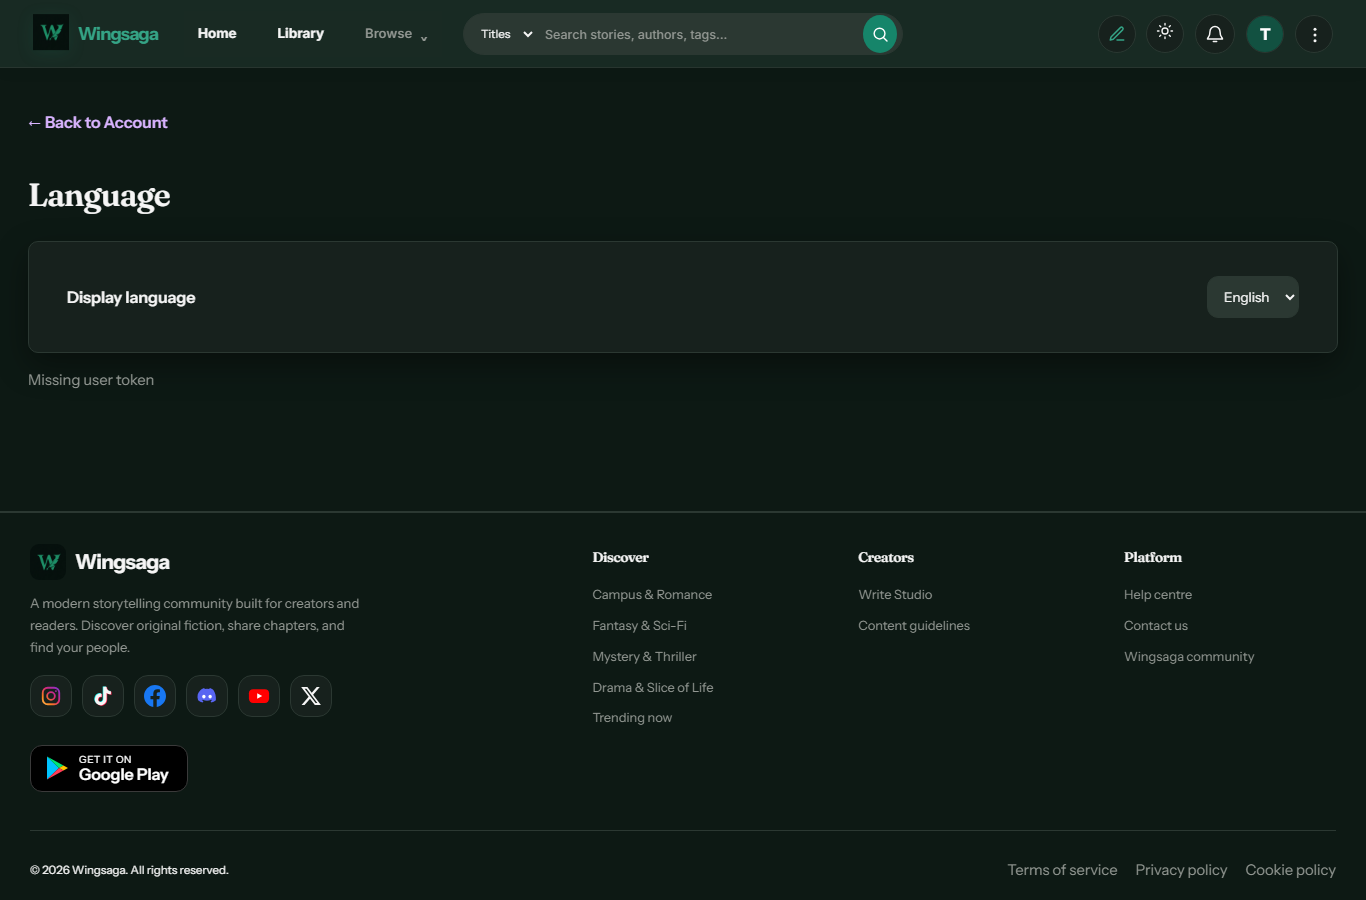 Wingsaga
Home
Library
Browse
Titles
Search stories, authors, tags...
T
← Back to Account
Language
Display language
English
Missing user token
Wingsaga
A modern storytelling community built for creators and
readers. Discover original fiction, share chapters, and
find your people.
GET IT ON
Google Play
Discover
Campus & Romance
Fantasy & Sci-Fi
Mystery & Thriller
Drama & Slice of Life
Trending now
Creators
Write Studio
Content guidelines
Platform
Help centre
Contact us
Wingsaga community
© 2026 Wingsaga. All rights reserved.
Terms of service
Privacy policy
Cookie policy